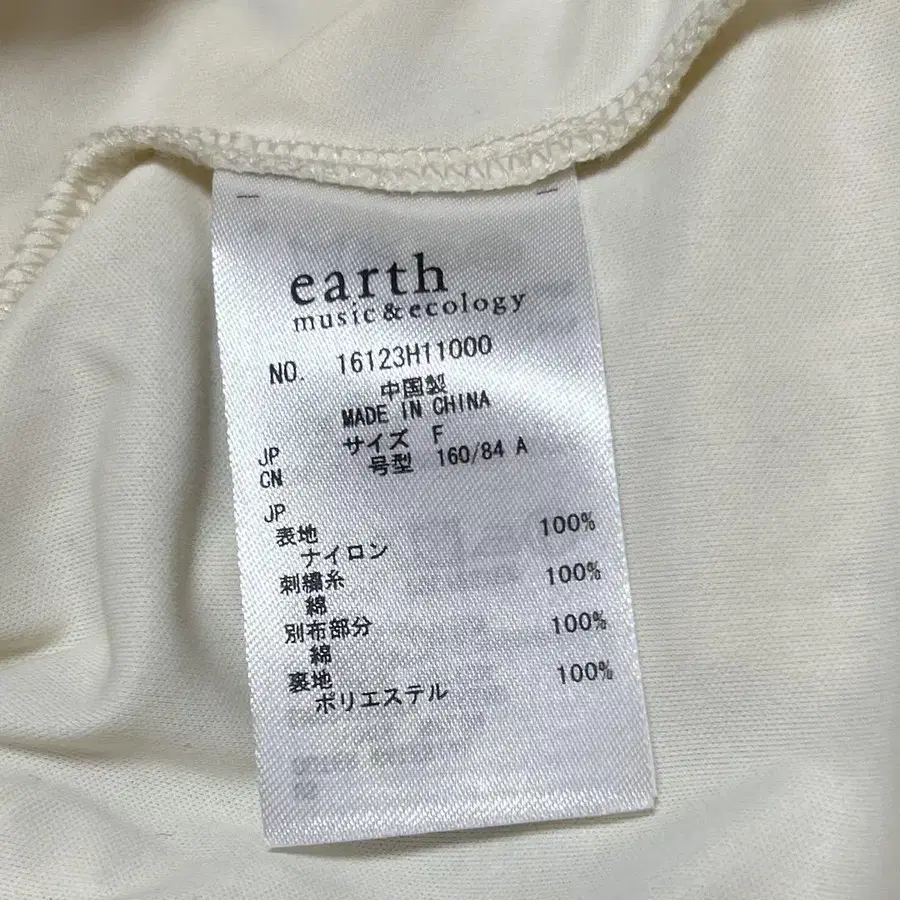 earth
music&ecology
NO. 16123H11000
中国製
MADE IN CHINA
JP サイズ F
CN 号型 160/84 A
JP
表地
ナイロン 100%
刺繍糸
綿 100%
別布部分
綿 100%
裏地
ポリエステル 100%